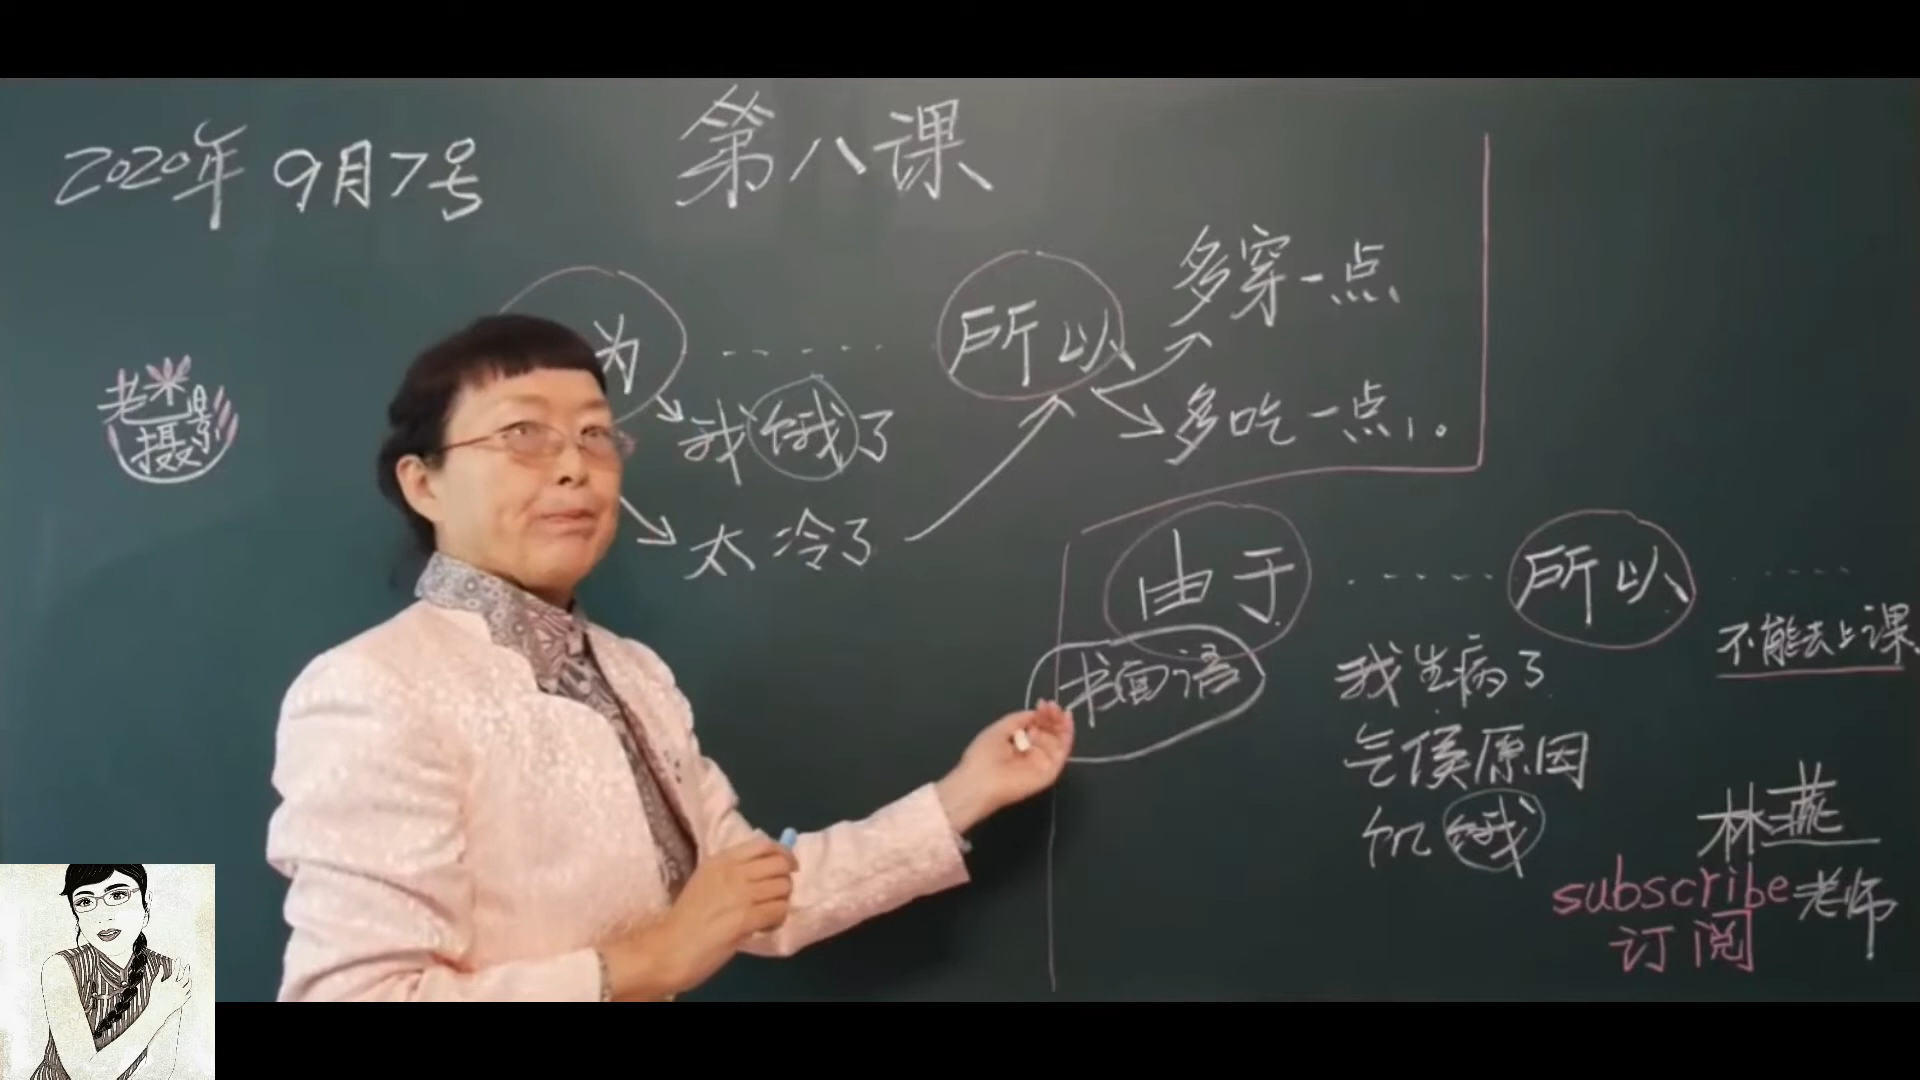 2020年 9月7号
第八课
老米
摄影
为 ...... 所以
多穿一点
我饿了
多吃一点,。
太冷了
由于 ...... 所以 ......
书面语
不能去上课
我生病了
气候原因
饥饿
林燕
老师
subscribe
订阅